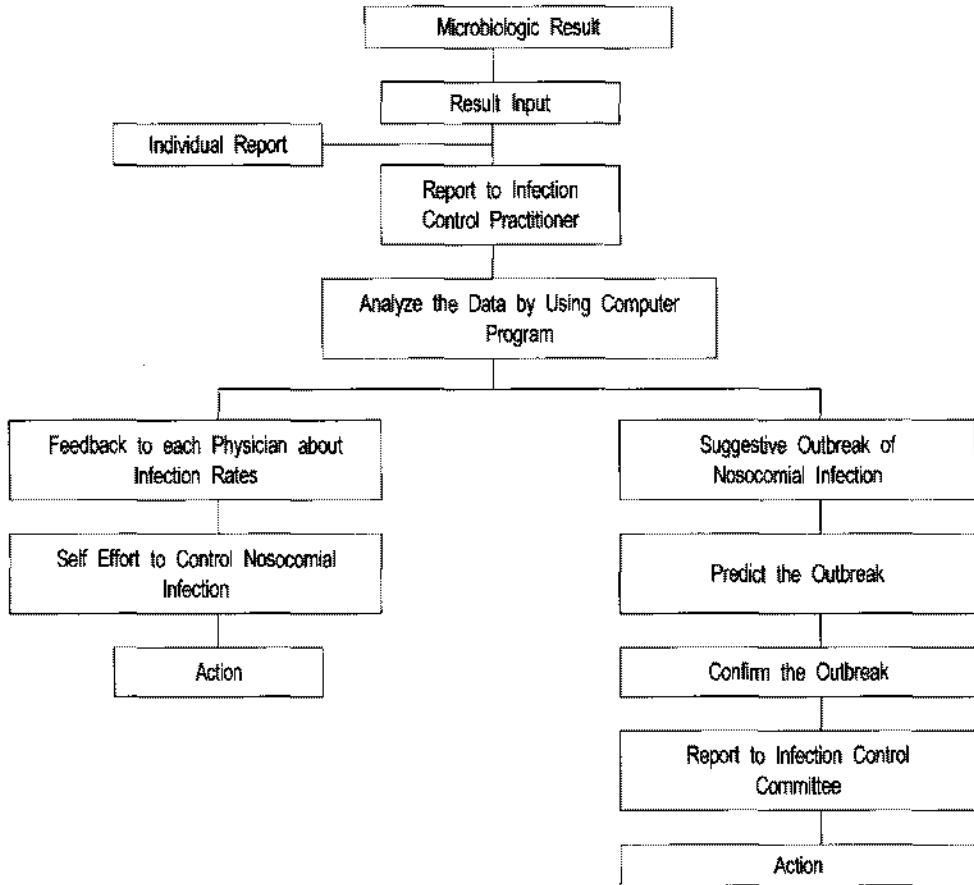 Microbiologic Result
Result Input
Individual Report
Report to Infection
Control Practitioner
Analyze the Data by Using Computer
Program
Feedback to each Physician about
Infection Rates
Self Effort to Control Nosocomial
Infection
Action
Suggestive Outbreak of
Nosocomial Infection
Predict the Outbreak
Confirm the Outbreak
Report to Infection Control
Committee
Action